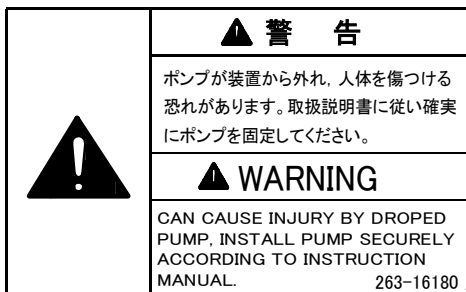 警 告
ポンプが装置から外れ, 人体を傷つける
恐れがあります。取扱説明書に従い確実
にポンプを固定してください。
WARNING
CAN CAUSE INJURY BY DROPED
PUMP, INSTALL PUMP SECURELY
ACCORDING TO INSTRUCTION
MANUAL. 263-16180